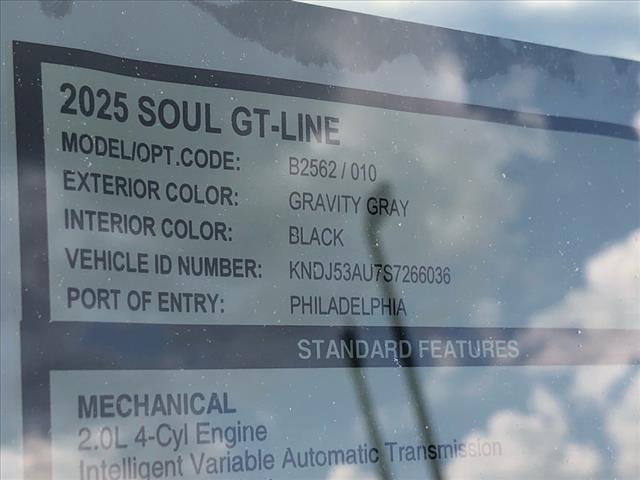 2025 SOUL GT-LINE
MODEL/OPT.CODE: B2562 / 010
EXTERIOR COLOR: GRAVITY GRAY
INTERIOR COLOR: BLACK
VEHICLE ID NUMBER: KNDJ53AU7S7266036
PORT OF ENTRY: PHILADELPHIA
STANDARD FEATURES
MECHANICAL
2.0L 4-Cyl Engine
Intelligent Variable Automatic Transmission